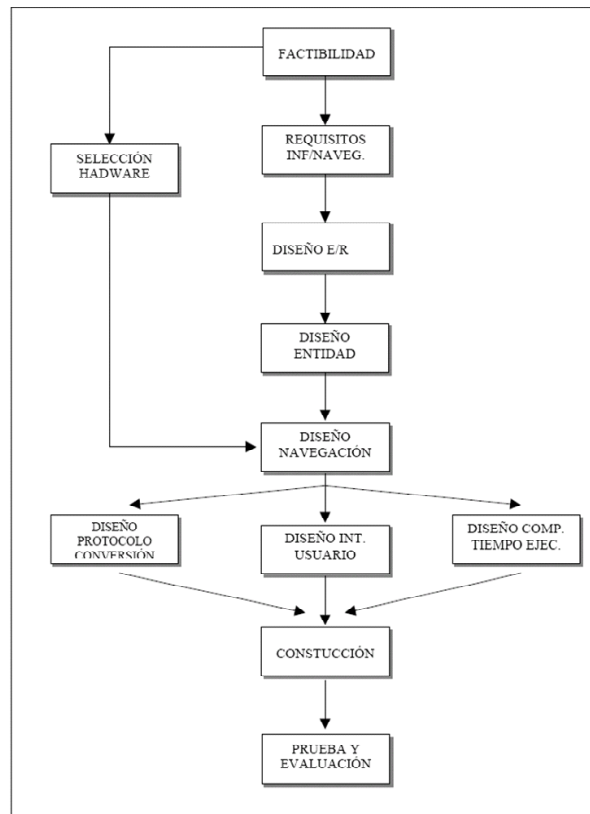 FACTIBILIDAD
REQUISITOS
INF/NAVEG.
SELECCIÓN
HADWARE
DISEÑO E/R
DISEÑO
ENTIDAD
DISEÑO
NAVEGACIÓN
DISEÑO
PROTOCOLO
CONVERSIÓN
DISEÑO INT.
USUARIO
DISEÑO COMP.
TIEMPO EJEC.
CONSTUCCIÓN
PRUEBA Y
EVALUACIÓN